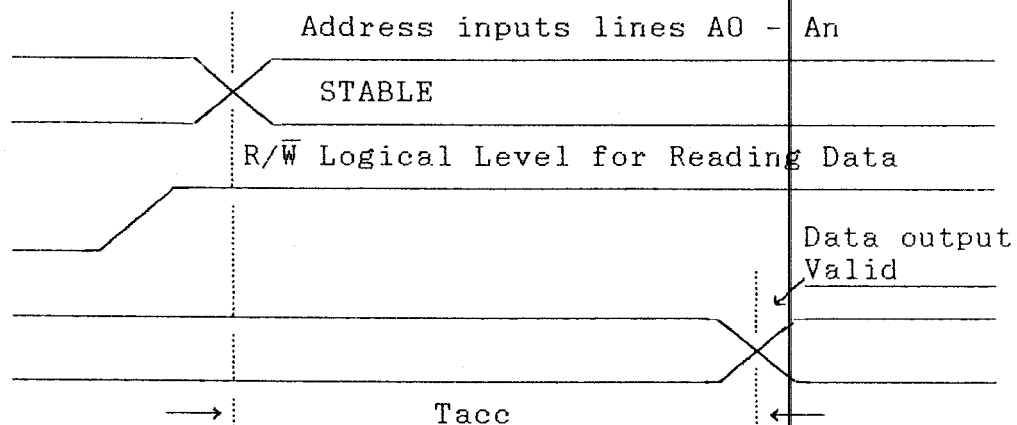 Address inputs lines A0 - An
STABLE
R/W̅ Logical Level for Reading Data
Data output
Valid
Tacc